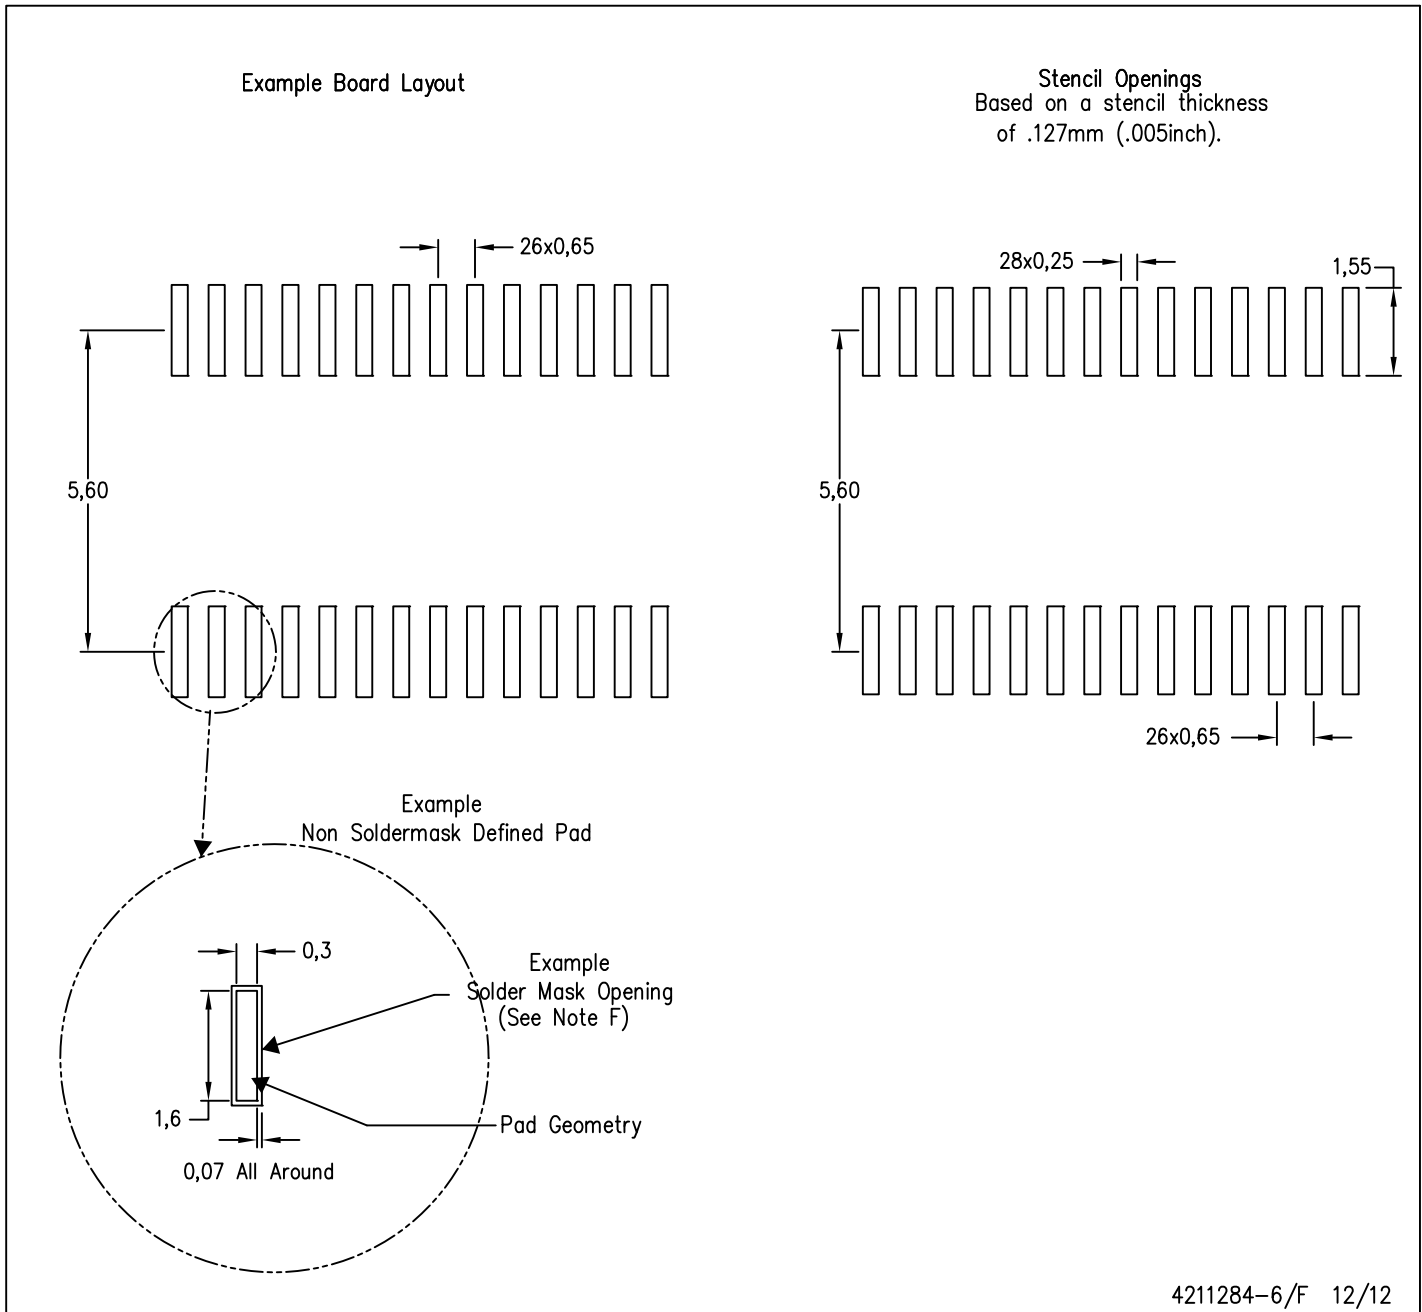 Example Board Layout
Stencil Openings
Based on a stencil thickness
of .127mm (.005inch).
26x0,65
28x0,25
1,55
5,60
5,60
26x0,65
Example
Non Soldermask Defined Pad
0,3
Example
Solder Mask Opening
(See Note F)
1,6
Pad Geometry
0,07 All Around
4211284-6/F 12/12